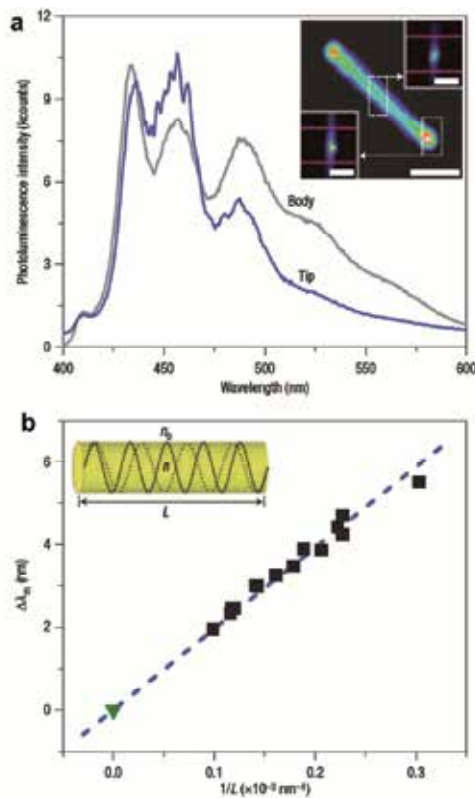 a
12
9
6
3
0
Photoluminescence intensity (kcounts)
Body
Tip
400
450
500
550
600
Wavelength (nm)
b
6
4
2
0
Δλm (nm)
n0
n
L
0.0
0.1
0.2
0.3
1/L (×10⁻³ nm⁻¹)